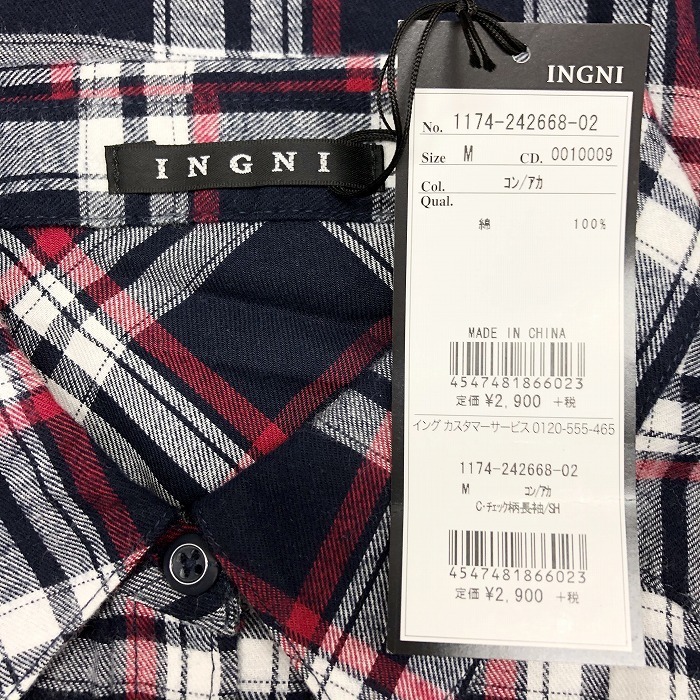 INGNI
INGNI
No. 1174-242668-02
Size M CD. 0010009
Col. コン/アカ
Qual.
綿 100%
MADE IN CHINA
4547481866023
定価 ¥2,900 +税
イング カスタマーサービス 0120-555-465
1174-242668-02
M コン/アカ
C・チェック柄長袖/SH
4547481866023
定価 ¥2,900 +税